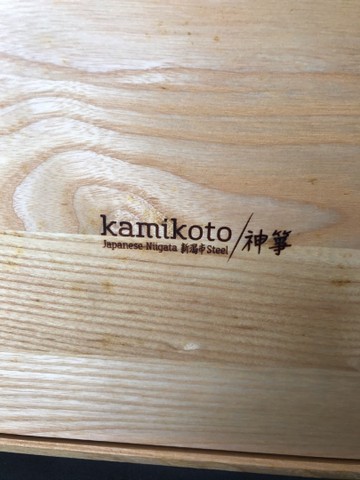 kamikoto/神箏
Japanese Niigata 新潟市 Steel